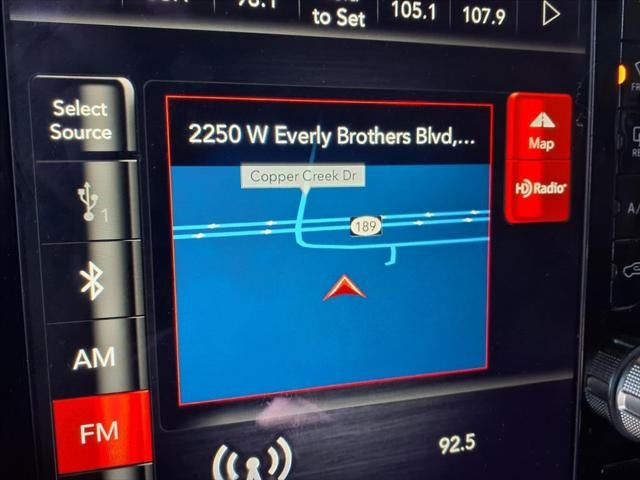 to Set
105.1
107.9
Select
Source
2250 W Everly Brothers Blvd,...
Map
Copper Creek Dr
HD Radio
1
189
AM
FM
92.5